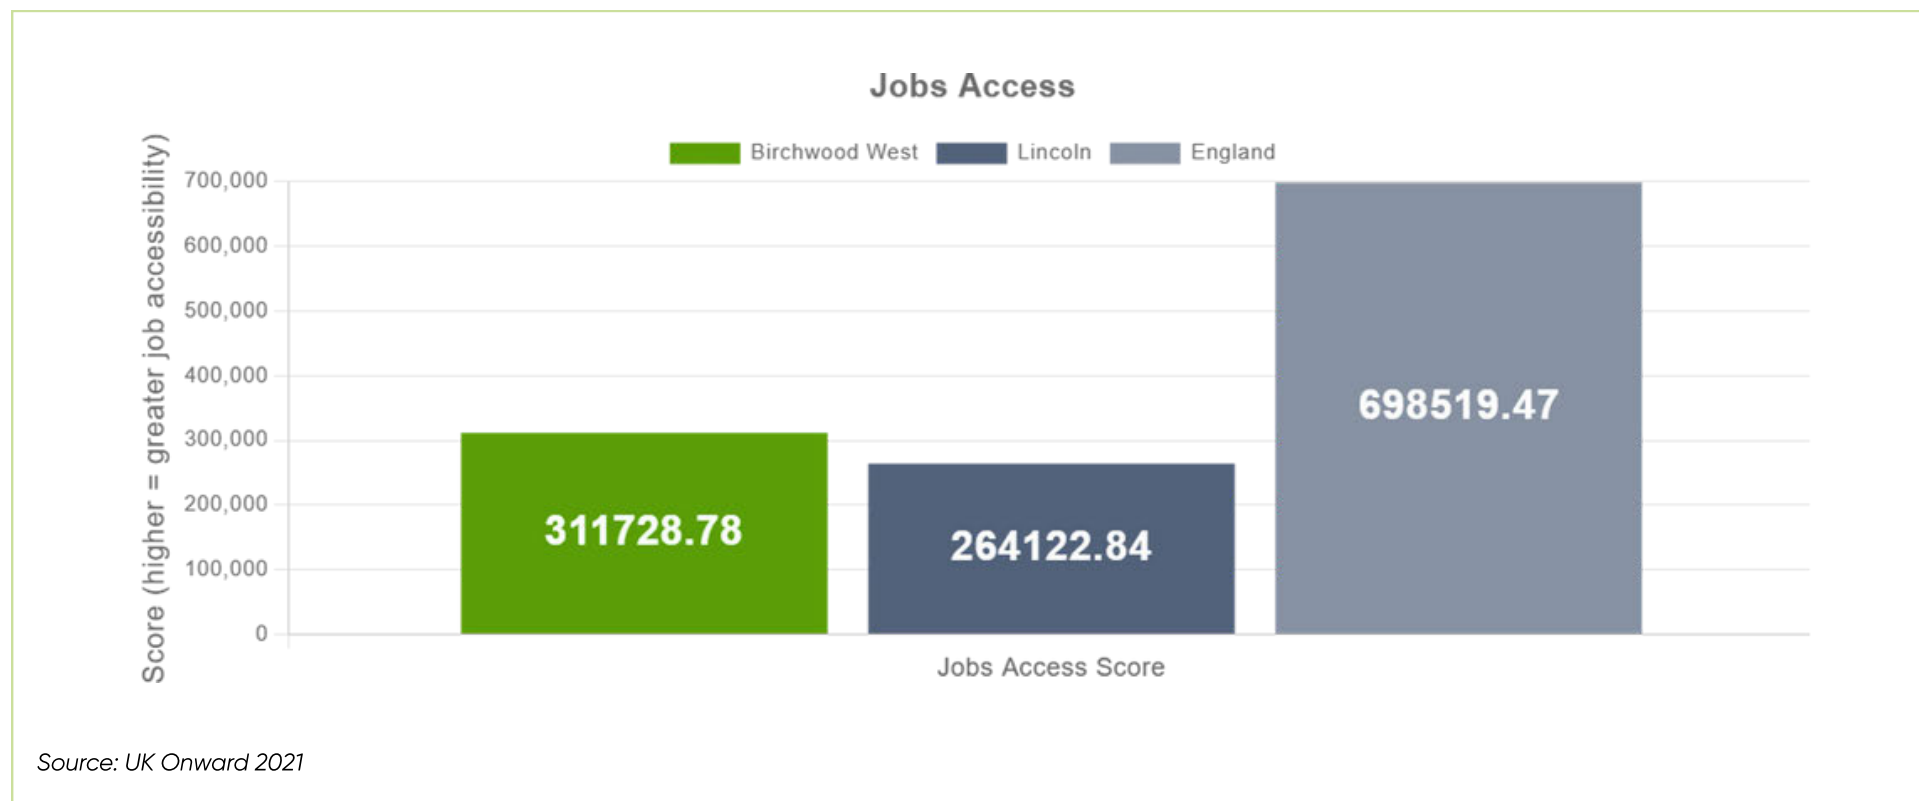 Jobs Access
Birchwood West Lincoln England
Score (higher = greater job accessibility)
700,000
600,000
500,000
400,000
300,000
200,000
100,000
0
311728.78
264122.84
698519.47
Jobs Access Score
Source: UK Onward 2021